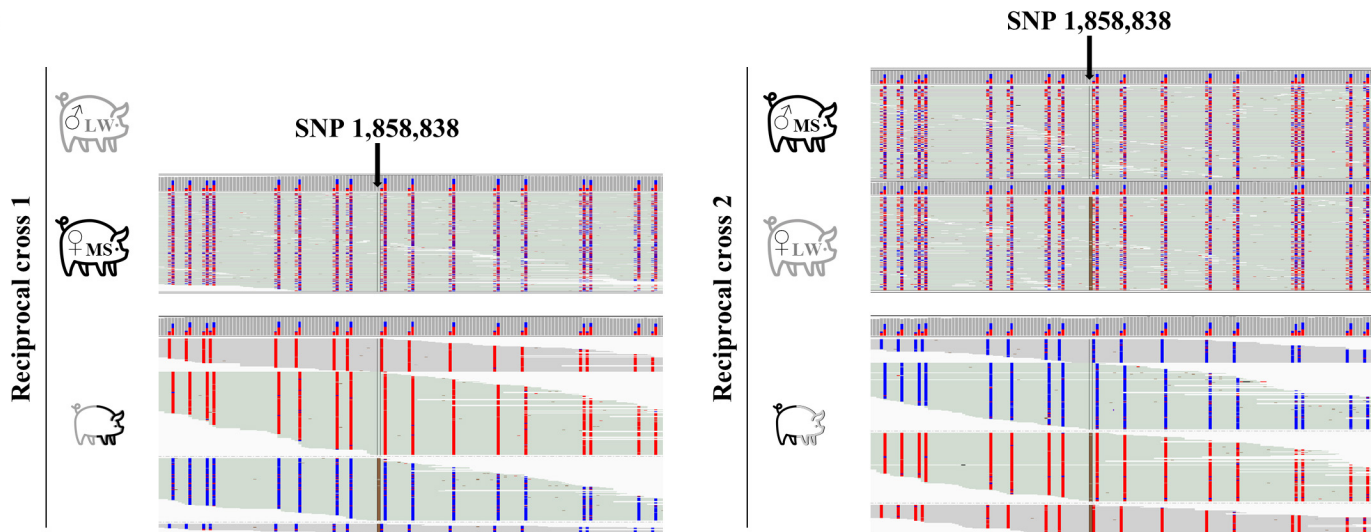 Reciprocal cross 1
♂LW
SNP 1,858,838
♀MS
Reciprocal cross 2
SNP 1,858,838
♂MS
♀LW